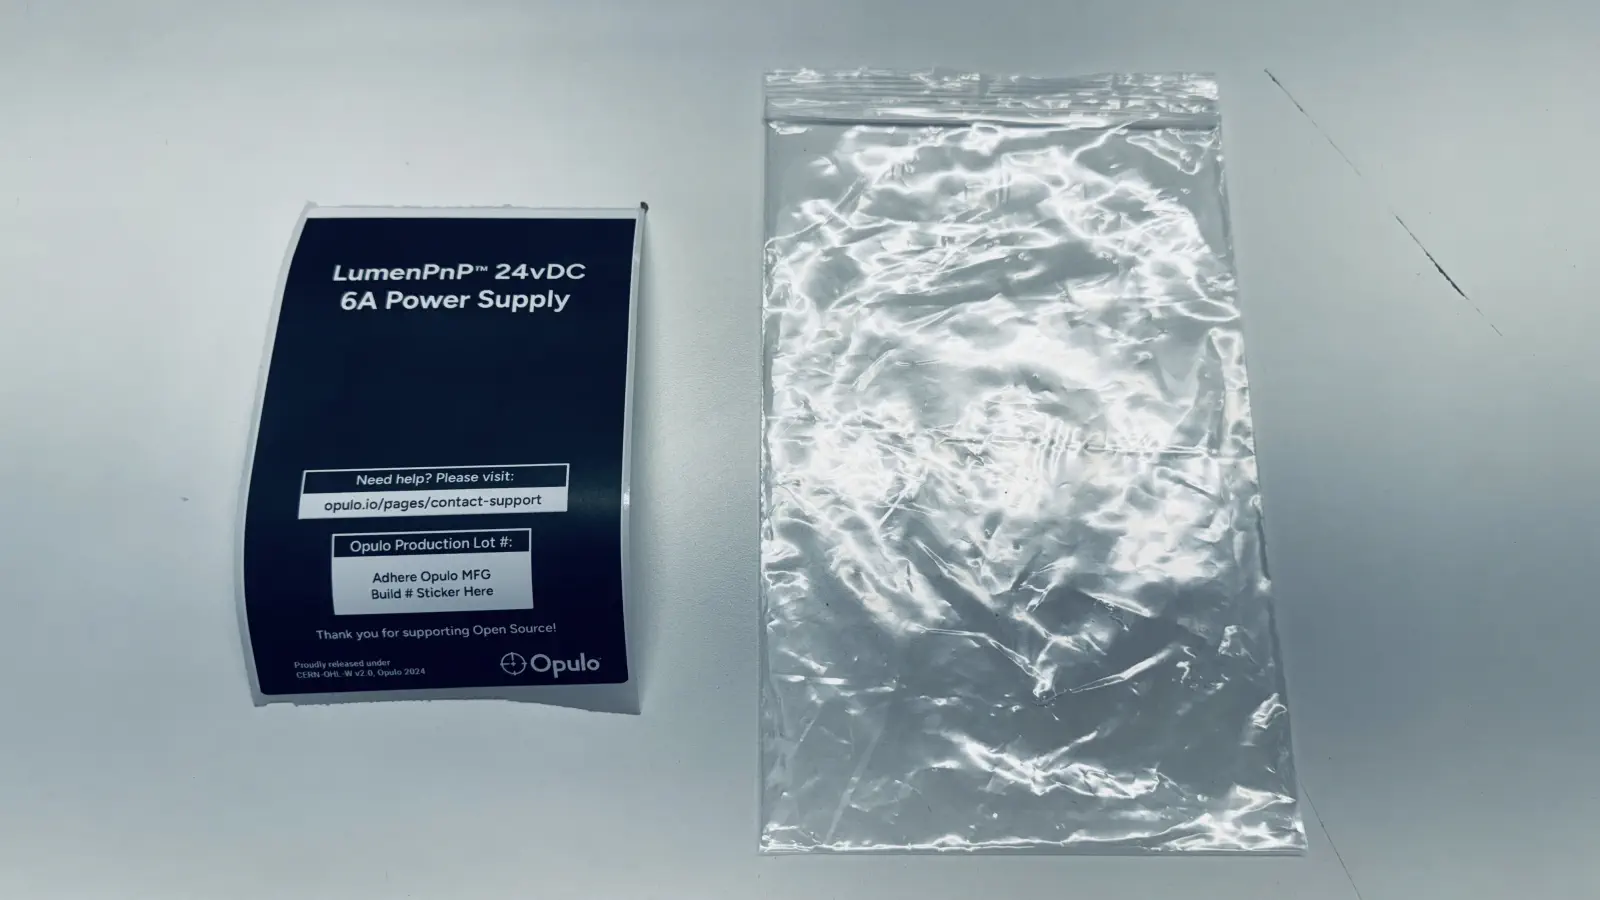 LumenPnP™ 24vDC
6A Power Supply
Need help? Please visit:
opulo.io/pages/contact-support
Opulo Production Lot #:
Adhere Opulo MFG
Build # Sticker Here
Thank you for supporting Open Source!
Proudly released under
CERN-OHL-W v2.0, Opulo 2024
Opulo